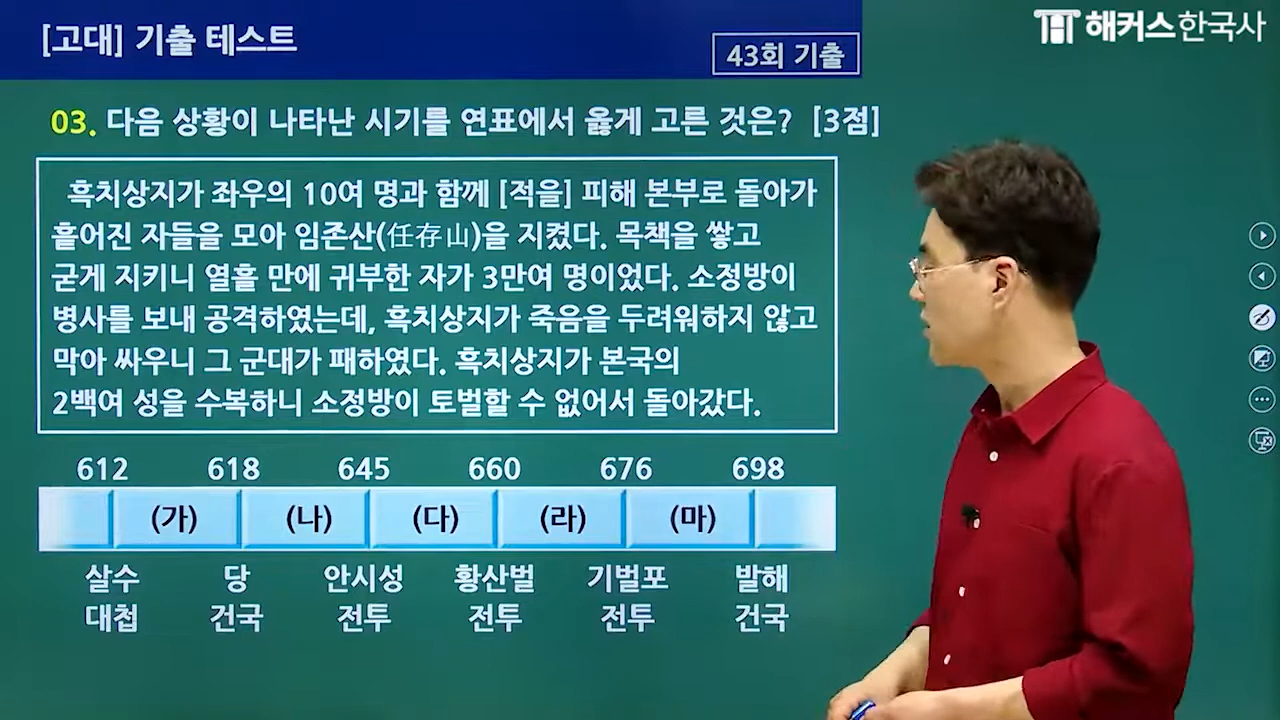 [고대] 기출 테스트
43회 기출
해커스한국사
03. 다음 상황이 나타난 시기를 연표에서 옳게 고른 것은? [3점]
흑치상지가 좌우의 10여 명과 함께 [적을] 피해 본부로 돌아가
흩어진 자들을 모아 임존산(任存山)을 지켰다. 목책을 쌓고
굳게 지키니 열흘 만에 귀부한 자가 3만여 명이었다. 소정방이
병사를 보내 공격하였는데, 흑치상지가 죽음을 두려워하지 않고
막아 싸우니 그 군대가 패하였다. 흑치상지가 본국의
2백여 성을 수복하니 소정방이 토벌할 수 없어서 돌아갔다.
612 618 645 660 676 698
(가) (나) (다) (라) (마)
살수 당 안시성 황산벌 기벌포 발해
대첩 건국 전투 전투 전투 건국